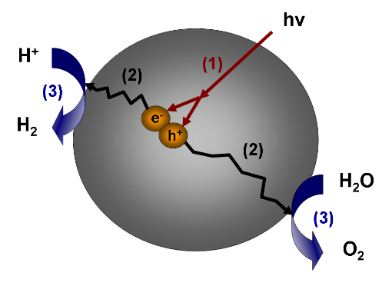 hν
H⁺
(2)
(1)
(3)
e⁻
H₂
h⁺
(2)
H₂O
(3)
O₂